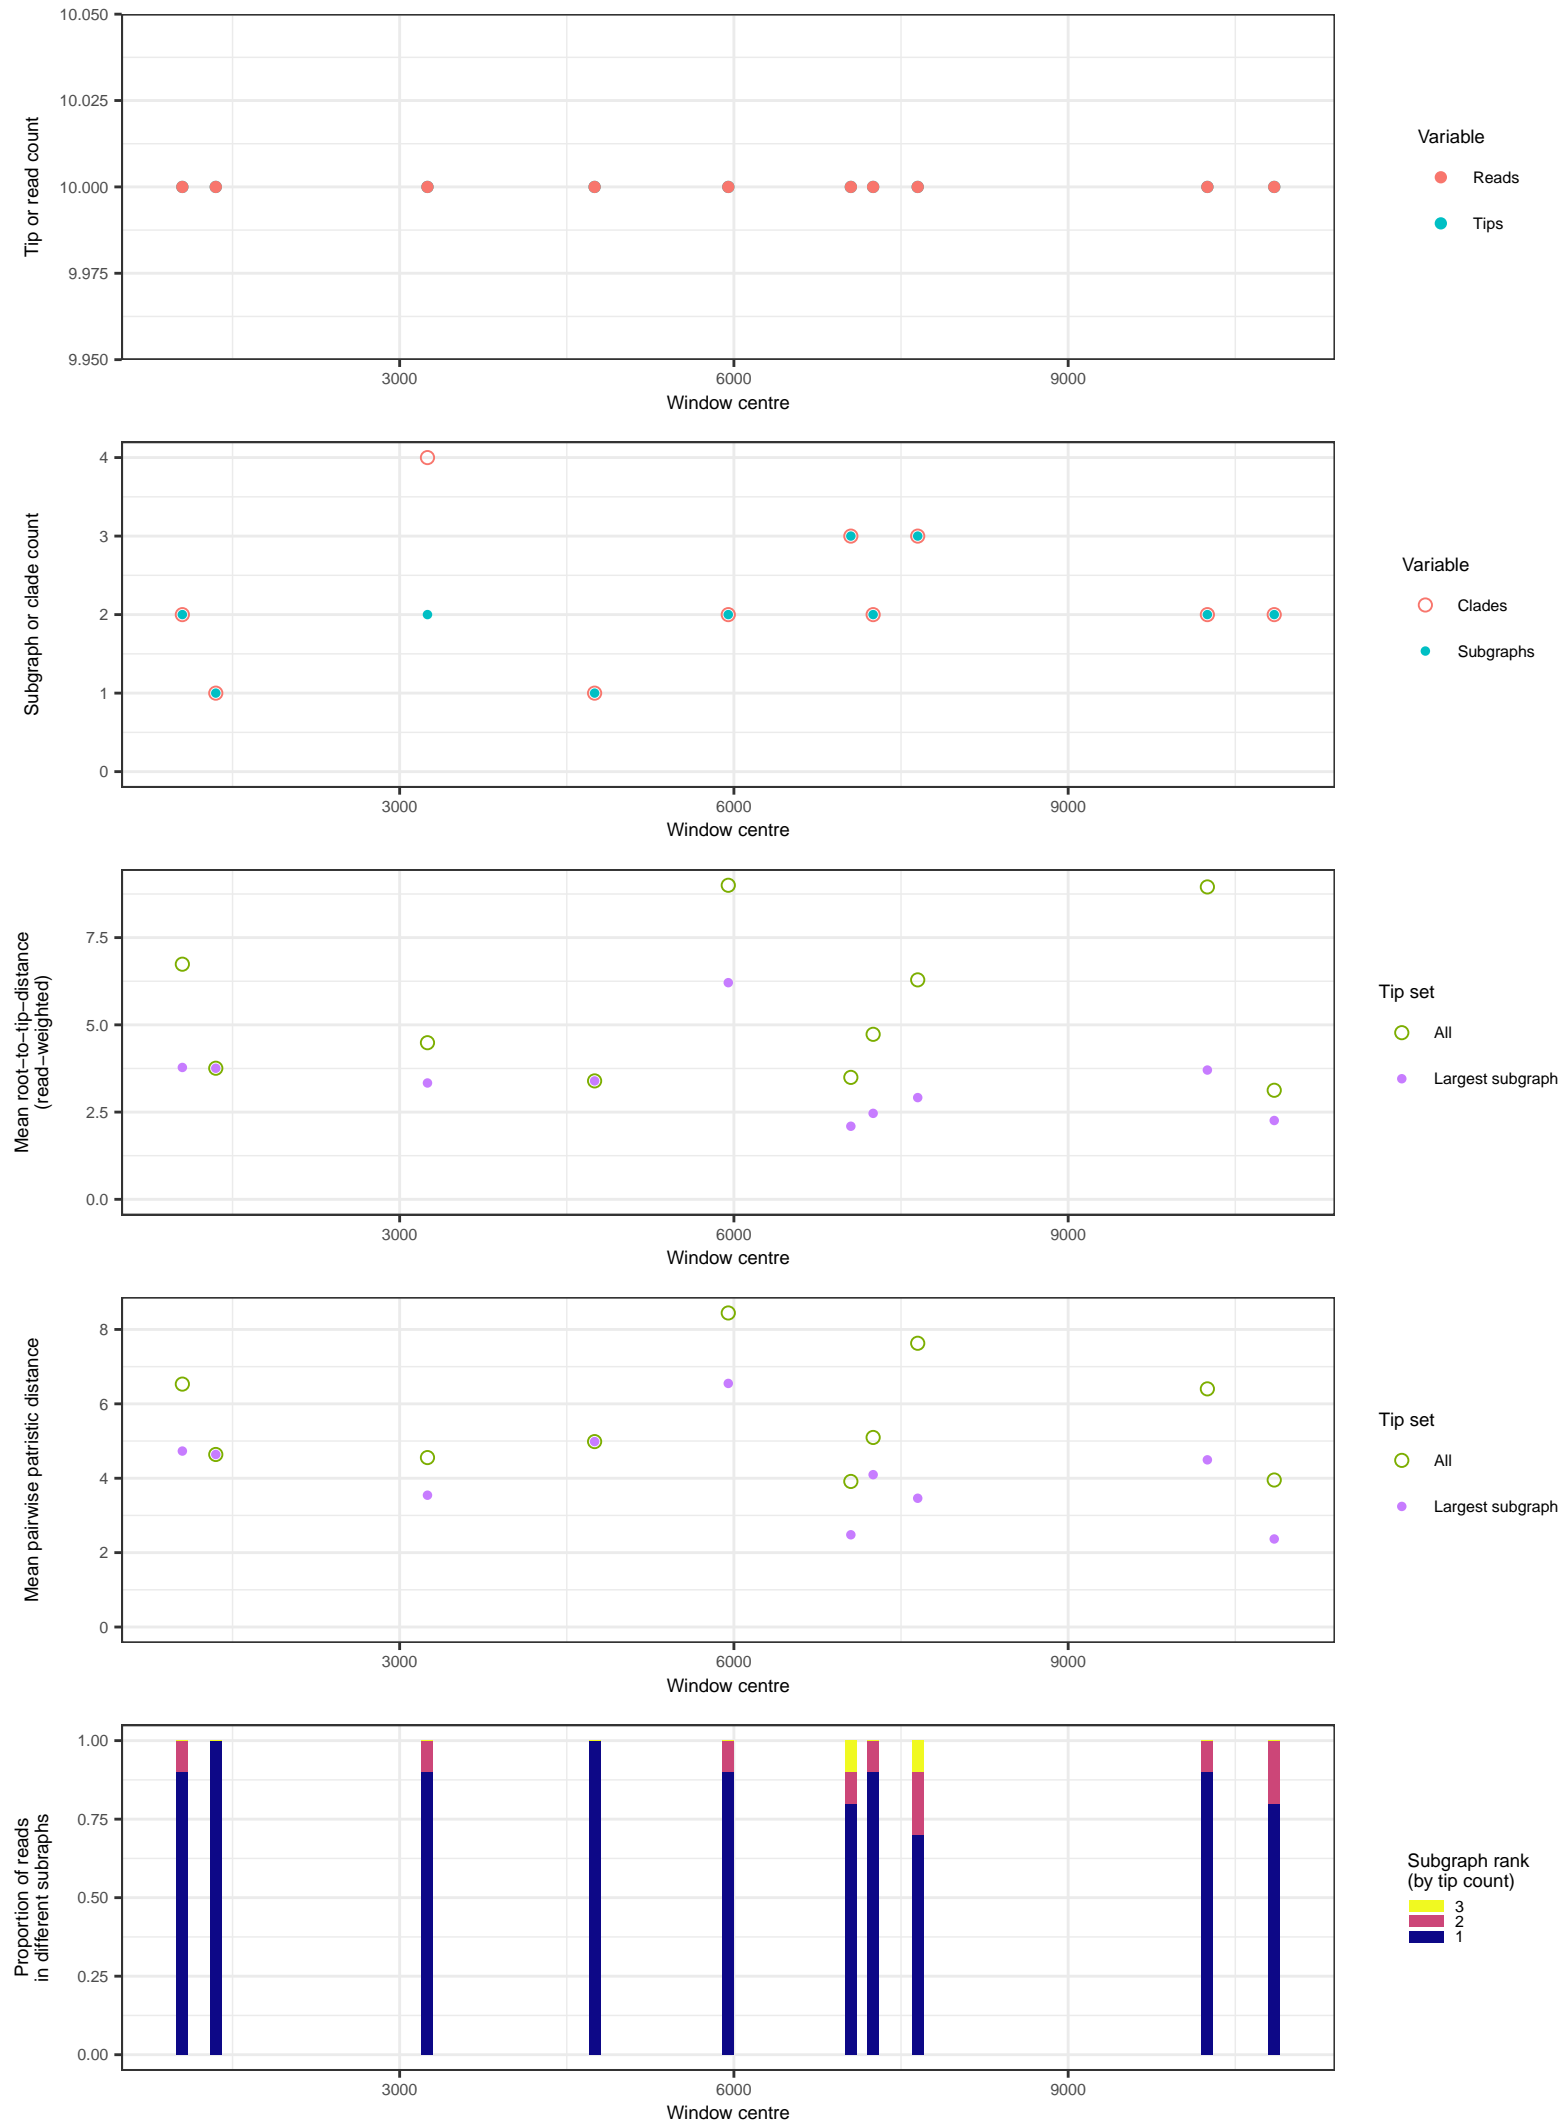 10.050
10.025
10.000
9.975
9.950
Tip or read count
3000
6000
9000
Window centre
Variable
Reads
Tips
4
3
2
1
0
Subgraph or clade count
3000
6000
9000
Window centre
Variable
Clades
Subgraphs
7.5
5.0
2.5
0.0
Mean root−to−tip−distance
(read−weighted)
3000
6000
9000
Window centre
Tip set
All
Largest subgraph
8
6
4
2
0
Mean pairwise patristic distance
3000
6000
9000
Window centre
Tip set
All
Largest subgraph
1.00
0.75
0.50
0.25
0.00
Proportion of reads
in different subraphs
3000
6000
9000
Window centre
Subgraph rank
(by tip count)
3
2
1